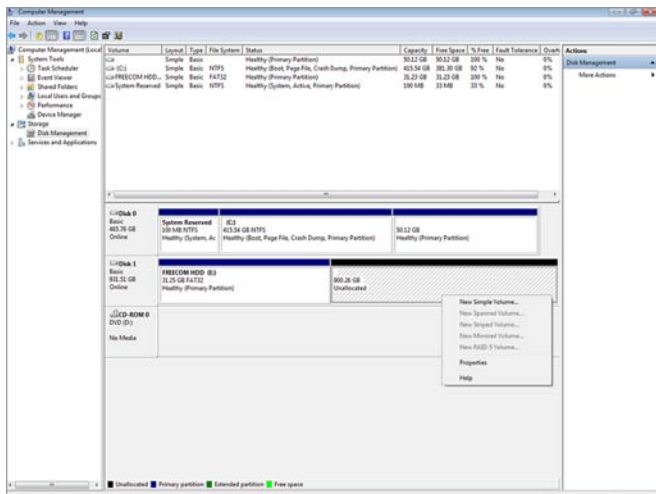 Computer Management
File Action View Help
Computer Management (Local
System Tools
Task Scheduler
Event Viewer
Shared Folders
Local Users and Groups
Performance
Device Manager
Storage
Disk Management
Services and Applications
Volume Layout Type File System Status Capacity Free Space % Free Fault Tolerance Overh
Simple Basic Healthy (Primary Partition) 50.12 GB 50.12 GB 100 % No 0%
(C:) Simple Basic NTFS Healthy (Boot, Page File, Crash Dump, Primary Partition) 415.54 GB 381.30 GB 92 % No 0%
FREECOM HDD... Simple Basic FAT32 Healthy (Primary Partition) 31.23 GB 31.23 GB 100 % No 0%
System Reserved Simple Basic NTFS Healthy (System, Active, Primary Partition) 100 MB 33 MB 33 % No 0%
Actions
Disk Management
More Actions
Disk 0
Basic
465.76 GB
Online
System Reserved
100 MB NTFS
Healthy (System, Ac
(C:)
415.54 GB NTFS
Healthy (Boot, Page File, Crash Dump, Primary Partition)
50.12 GB
Healthy (Primary Partition)
Disk 1
Basic
931.51 GB
Online
FREECOM HDD (E:)
31.25 GB FAT32
Healthy (Primary Partition)
900.26 GB
Unallocated
CD-ROM 0
DVD (D:)
No Media
New Simple Volume...
New Spanned Volume...
New Striped Volume...
New Mirrored Volume...
New RAID-5 Volume...
Properties
Help
Unallocated Primary partition Extended partition Free space